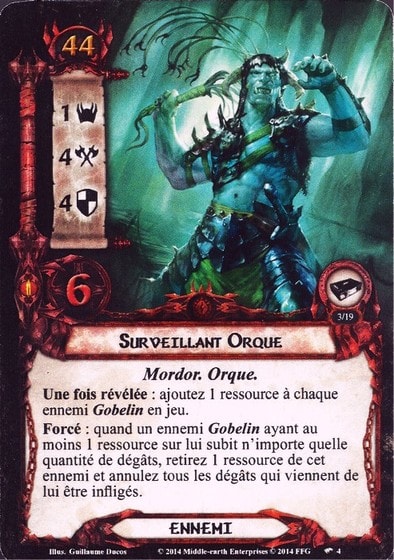 44
1
4
4
6
3/19
Surveillant Orque
Mordor. Orque.
Une fois révélée : ajoutez 1 ressource à chaque
ennemi Gobelin en jeu.
Forcé : quand un ennemi Gobelin ayant au
moins 1 ressource sur lui subit n'importe quelle
quantité de dégâts, retirez 1 ressource de cet
ennemi et annulez tous les dégâts qui viennent de
lui être infligés.
ENNEMI
Illus. Guillaume Ducos © 2014 Middle-earth Enterprises © 2014 FFG 4